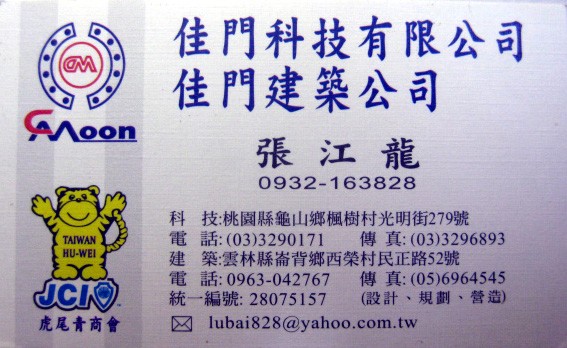 佳門科技有限公司
佳門建築公司
GMoon
張江龍
0932-163828
科 技:桃園縣龜山鄉楓樹村光明街279號
電 話:(03)3290171 傳 真:(03)3296893
建 築:雲林縣崙背鄉西榮村民正路52號
電 話:0963-042767 傳 真:(05)6964545
統一編號: 28075157 (設計、規劃、營造)
lubai828@yahoo.com.tw
TAIWAN
HU-WEI
JCI
虎尾青商會